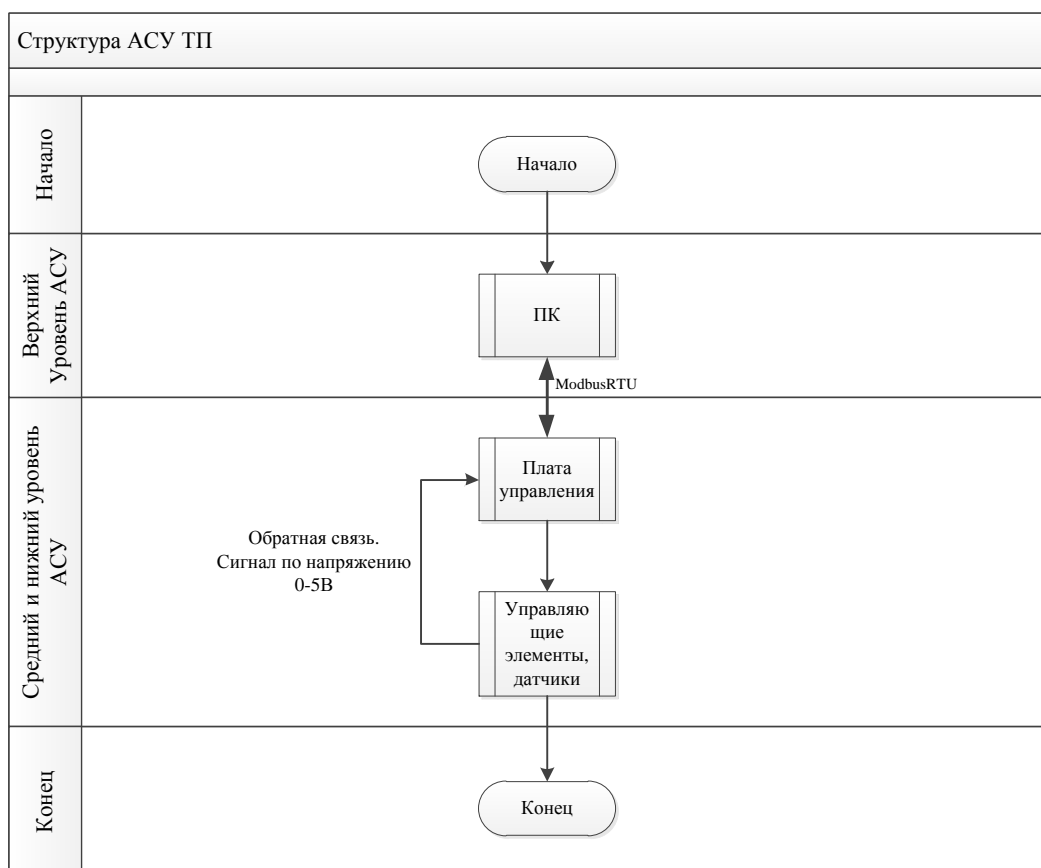 Структура АСУ ТП
Начало
Начало
Верхний
Уровень АСУ
ПК
ModbusRTU
Средний и нижний уровень
АСУ
Плата
управления
Обратная связь.
Сигнал по напряжению
0-5В
Управляю
щие
элементы,
датчики
Конец
Конец